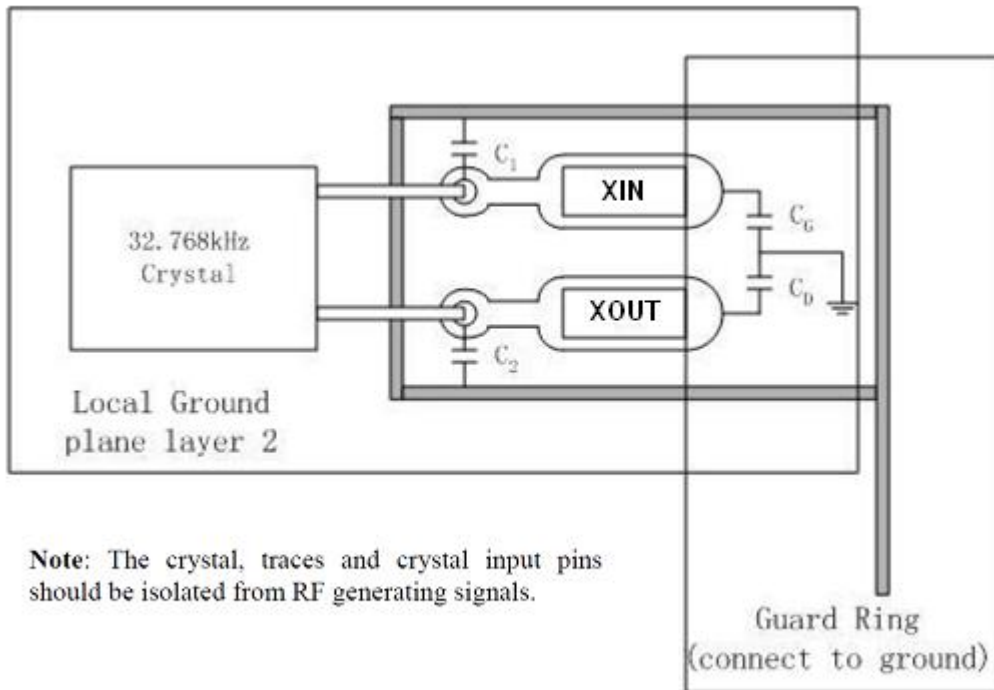 C1
XIN
CG
32.768kHz
Crystal
CD
XOUT
C2
Local Ground
plane layer 2
Note: The crystal, traces and crystal input pins
should be isolated from RF generating signals.
Guard Ring
(connect to ground)